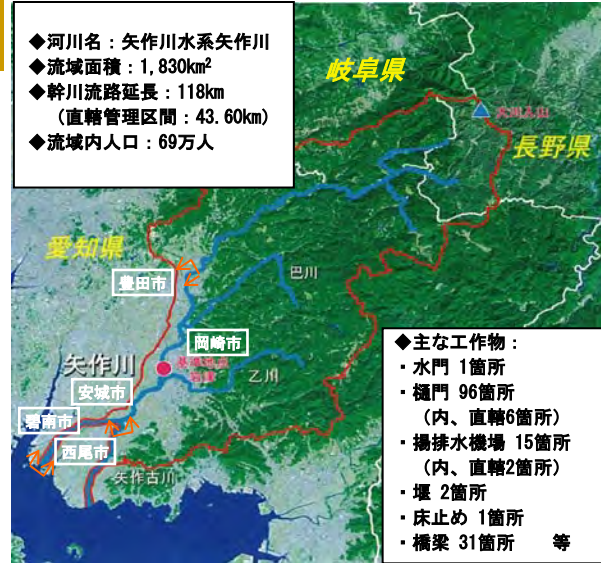 ◆河川名:矢作川水系矢作川
◆流域面積:1,830km²
◆幹川流路延長:118km
(直轄管理区間:43.60km)
◆流域内人口:69万人
岐阜県
長野県
愛知県
豊田市
巴川
岡崎市
矢作川
乙川
安城市
碧南市
西尾市
矢作古川
◆主な工作物:
・水門 1箇所
・樋門 96箇所
(内、直轄6箇所)
・揚排水機場 15箇所
(内、直轄2箇所)
・堰 2箇所
・床止め 1箇所
・橋梁 31箇所 等